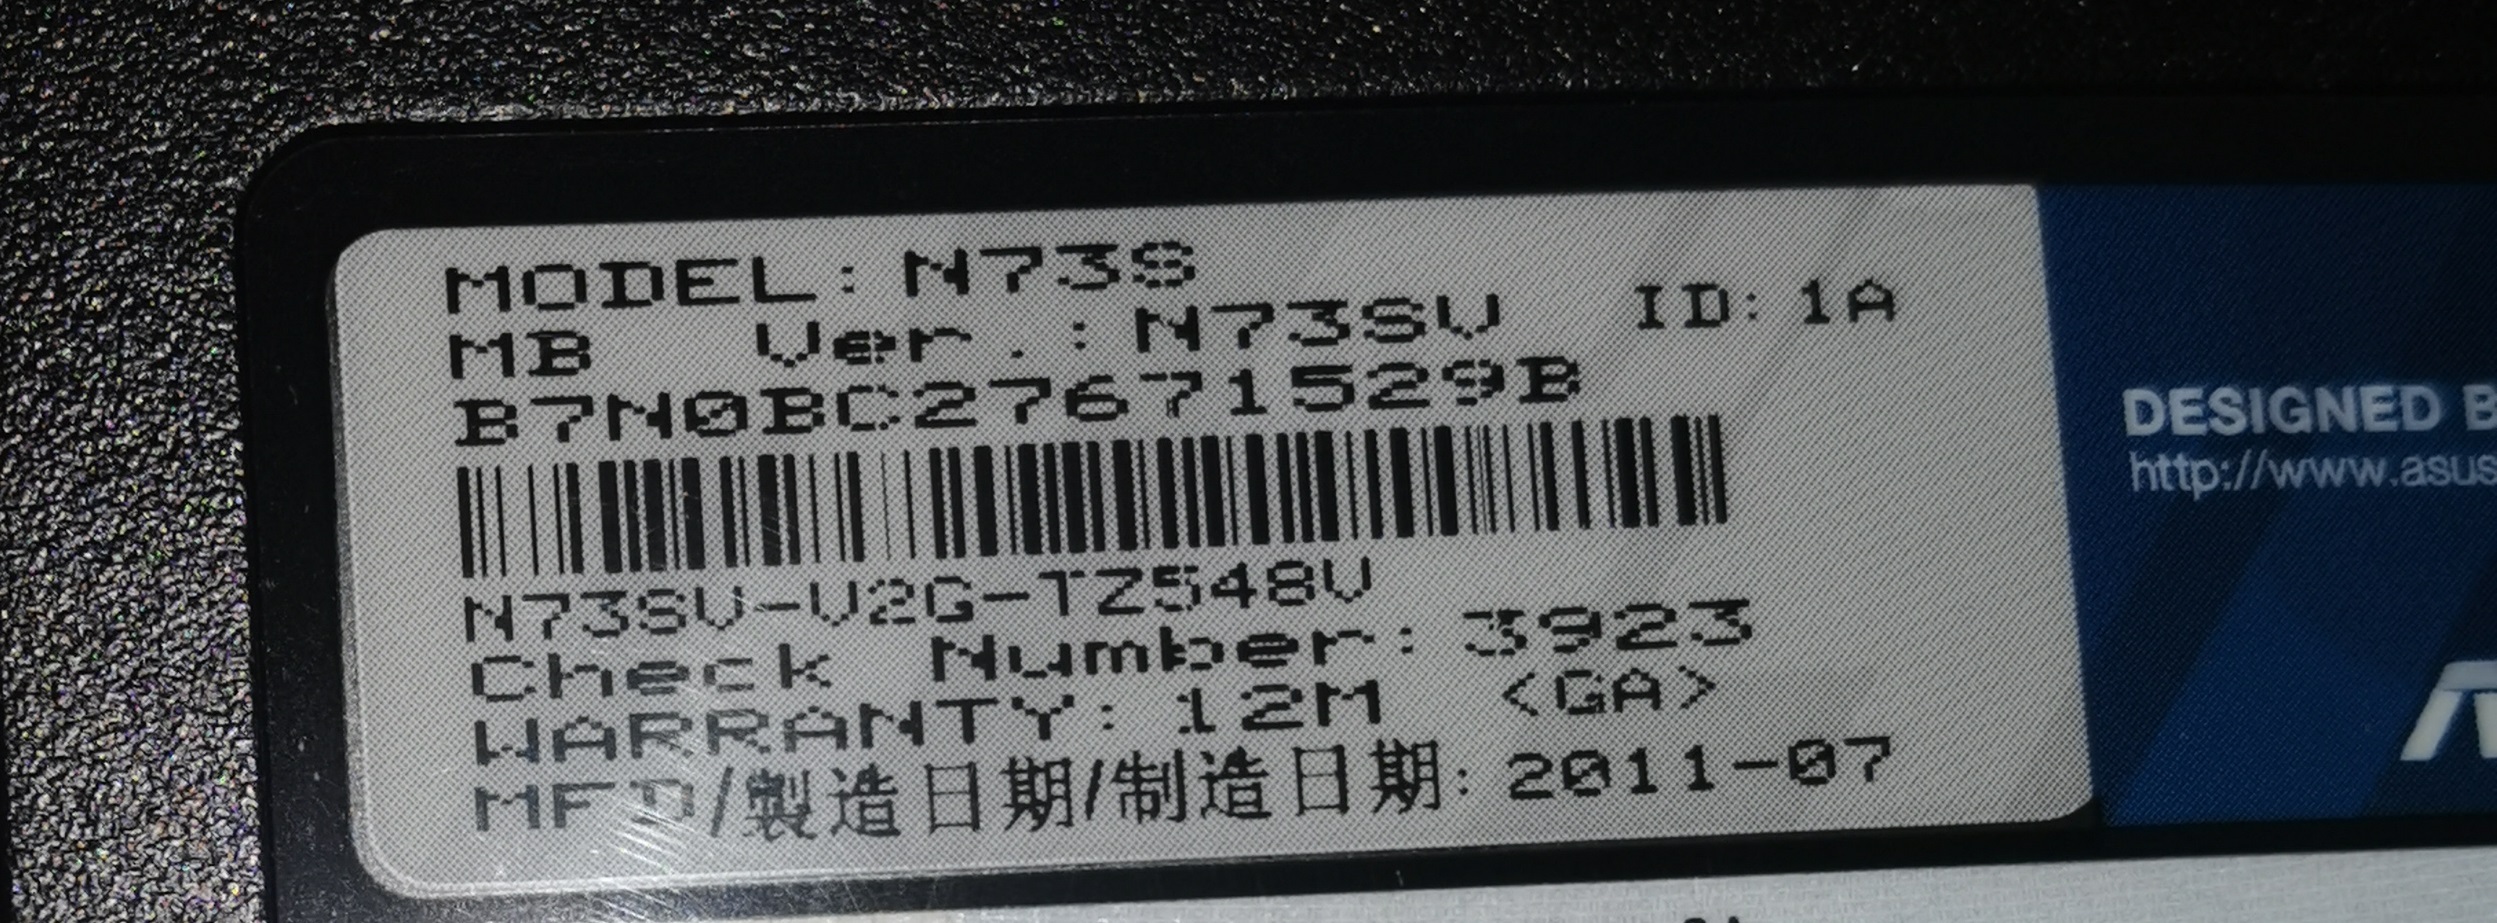 MODEL: N73S
MB Ver.: N73SV ID: 1A
B7N0BC27671529B
N73SV-V2G-TZ548V
Check Number: 3923
WARRANTY: 12M <GA>
MFD/製造日期/制造日期: 2011-07
DESIGNED B
http://www.asus